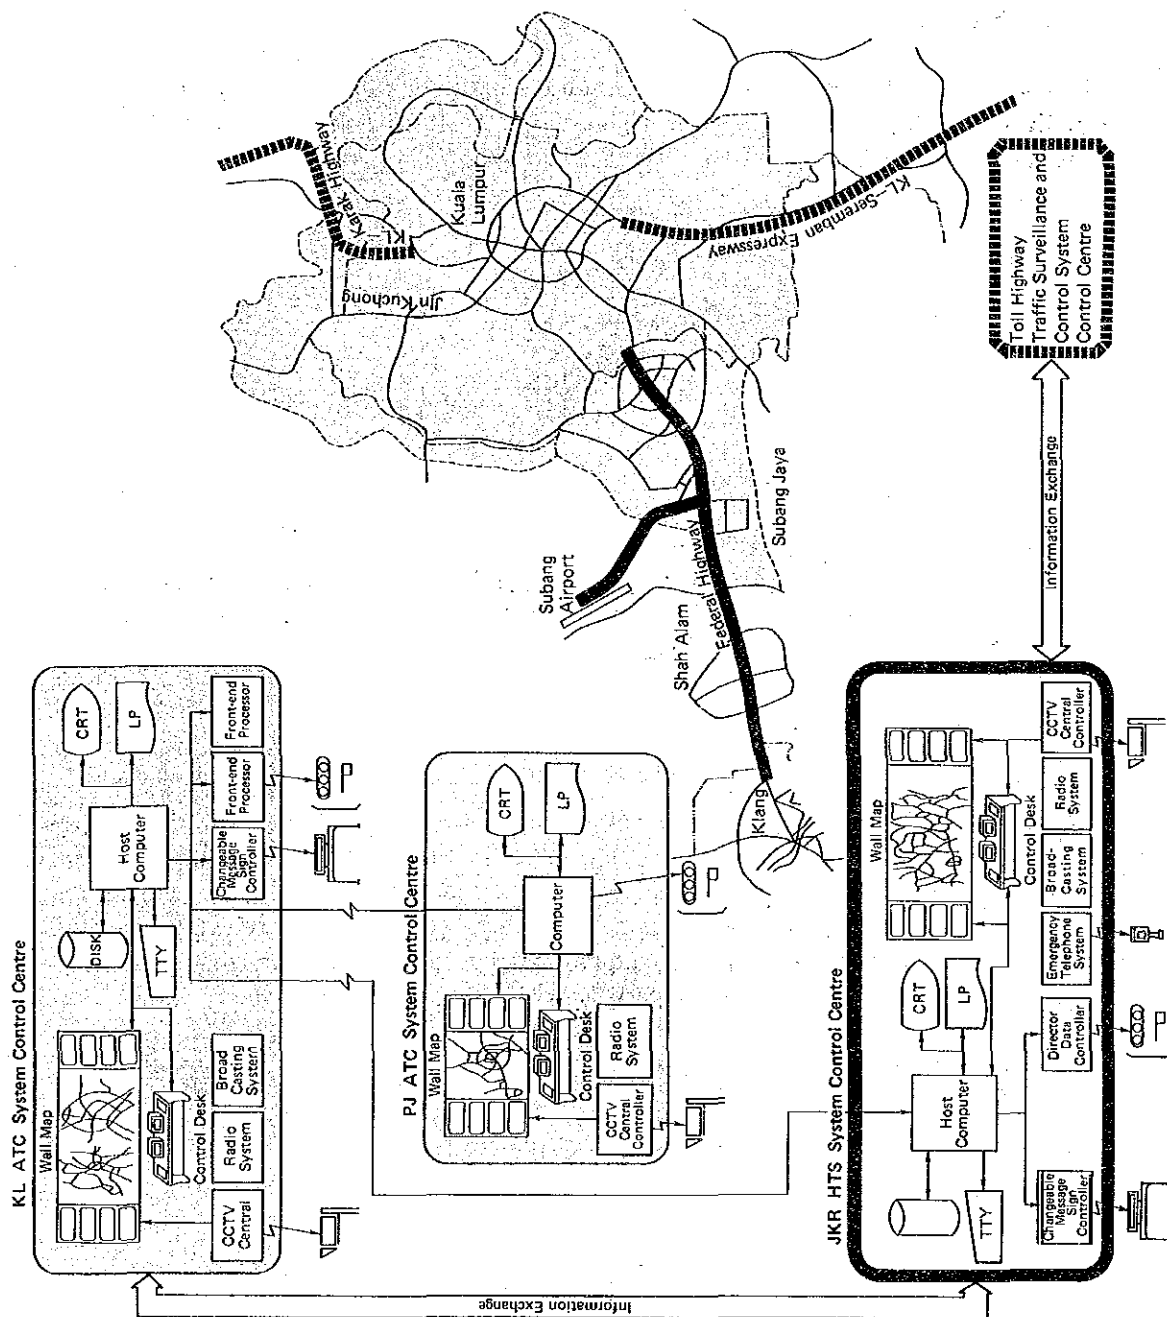 KL ATC System Control Centre
Wall Map
Control Desk
CCTV
Central
Radio
System
Broad
Casting
System
DISK
TTY
Host
Computer
CRT
LP
Changeable
Message
Sign
Controller
Front-end
Processor
Front-end
Processor
Information Exchange
PJ ATC System Control Centre
Wall Map
Control Desk
CCTV
Central
Controller
Radio
System
Computer
CRT
LP
JKR HTS System Control Centre
Host
Computer
TTY
CRT
LP
Wall Map
Control Desk
Changeable
Message
Sign
Controller
Director
Data
Controller
Emergency
Telephone
System
Broad-
Casting
System
Radio
System
CCTV
Central
Controller
Information Exchange
Toll Highway
Traffic Surveillance and
Control System
Control Centre
Klang
Shah Alam
Federal Highway
Subang
Airport
Subang Jaya
Jln Kuchong
KL-Karak Highway
Kuala
Lumpur
KL-Seremban Expressway